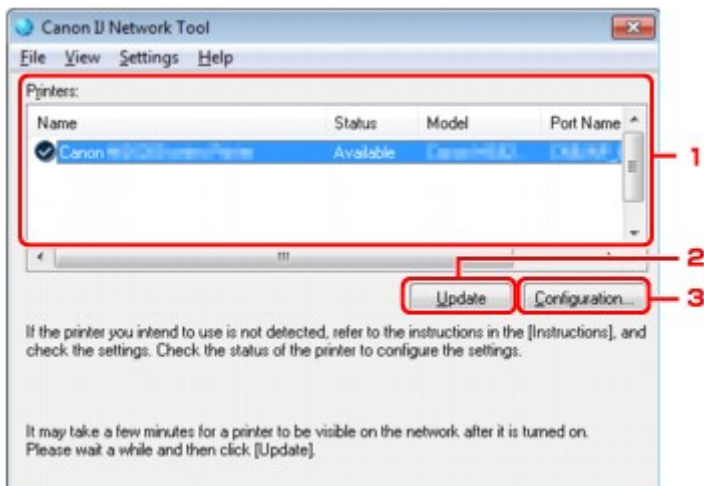 Canon IJ Network Tool
File View Settings Help
Printers:
Name Status Model Port Name
Canon Available
1
2
Update Configuration...
3
If the printer you intend to use is not detected, refer to the instructions in the [Instructions], and
check the settings. Check the status of the printer to configure the settings.
It may take a few minutes for a printer to be visible on the network after it is turned on.
Please wait a while and then click [Update].